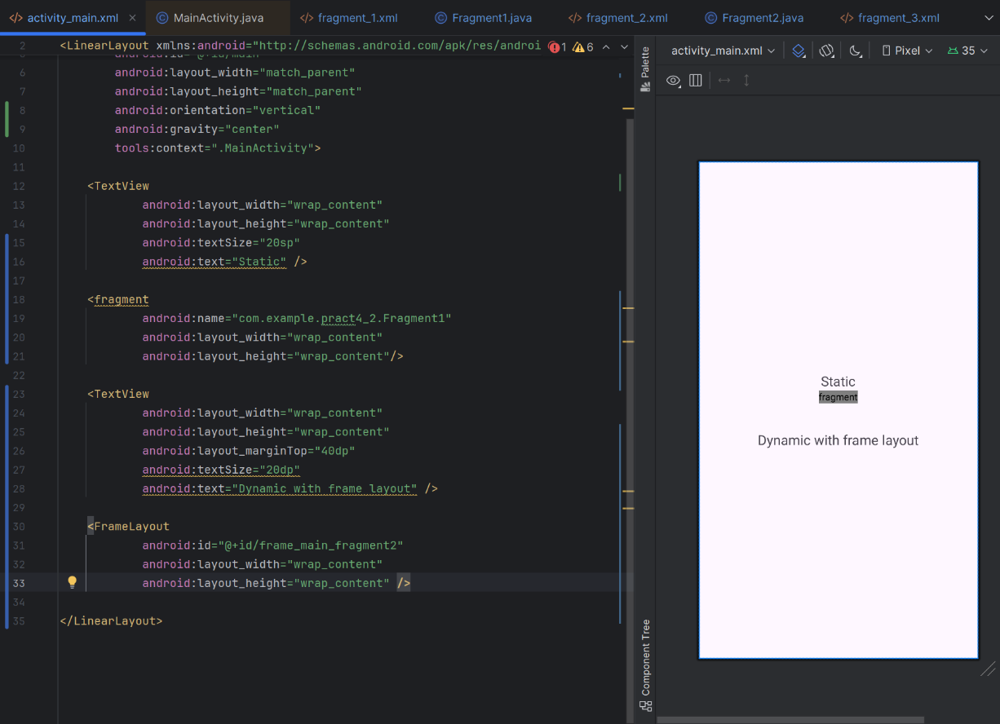 activity_main.xml
MainActivity.java
fragment_1.xml
Fragment1.java
fragment_2.xml
Fragment2.java
fragment_3.xml
2 <LinearLayout xmlns:android="http://schemas.android.com/apk/res/androi
1 6
6 android:layout_width="match_parent"
7 android:layout_height="match_parent"
8 android:orientation="vertical"
9 android:gravity="center"
10 tools:context=".MainActivity">
11
12 <TextView
13 android:layout_width="wrap_content"
14 android:layout_height="wrap_content"
15 android:textSize="20sp"
16 android:text="Static" />
17
18 <fragment
19 android:name="com.example.pract4_2.Fragment1"
20 android:layout_width="wrap_content"
21 android:layout_height="wrap_content"/>
22
23 <TextView
24 android:layout_width="wrap_content"
25 android:layout_height="wrap_content"
26 android:layout_marginTop="40dp"
27 android:textSize="20dp"
28 android:text="Dynamic with frame layout" />
29
30 <FrameLayout
31 android:id="@+id/frame_main_fragment2"
32 android:layout_width="wrap_content"
33 android:layout_height="wrap_content" />
34
35 </LinearLayout>
Palette
Component Tree
activity_main.xml
Pixel
35
Static
fragment
Dynamic with frame layout